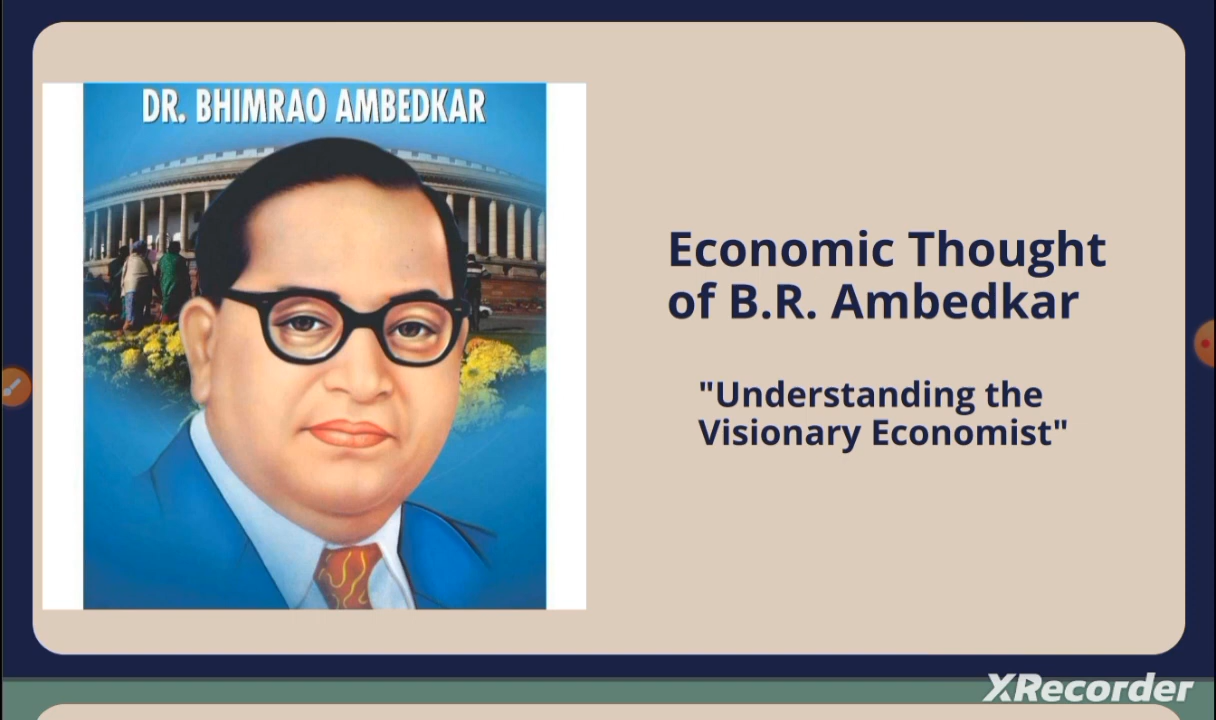 DR. BHIMRAO AMBEDKAR
Economic Thought
of B.R. Ambedkar
"Understanding the
Visionary Economist"
XRecorder